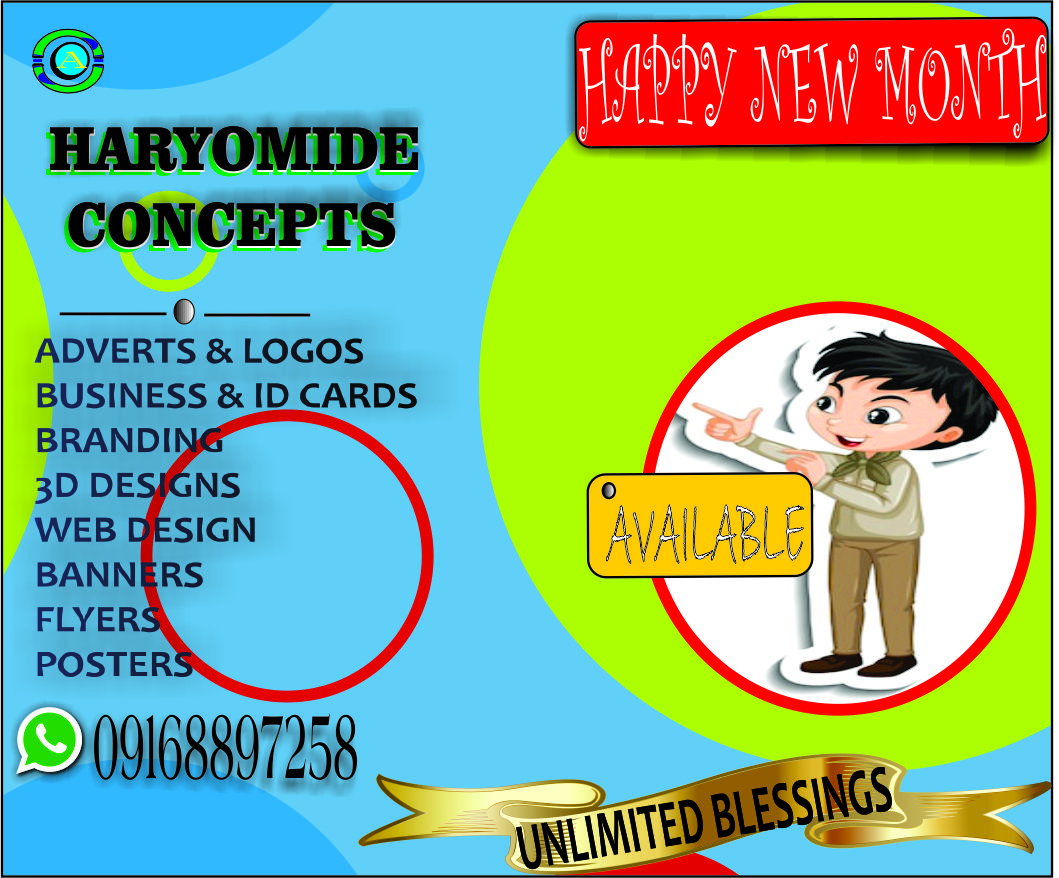 A
HAPPY NEW MONTH
HARYOMIDE
CONCEPTS
ADVERTS & LOGOS
BUSINESS & ID CARDS
BRANDING
3D DESIGNS
WEB DESIGN
BANNERS
FLYERS
POSTERS
AVAILABLE
09168897258
UNLIMITED BLESSINGS